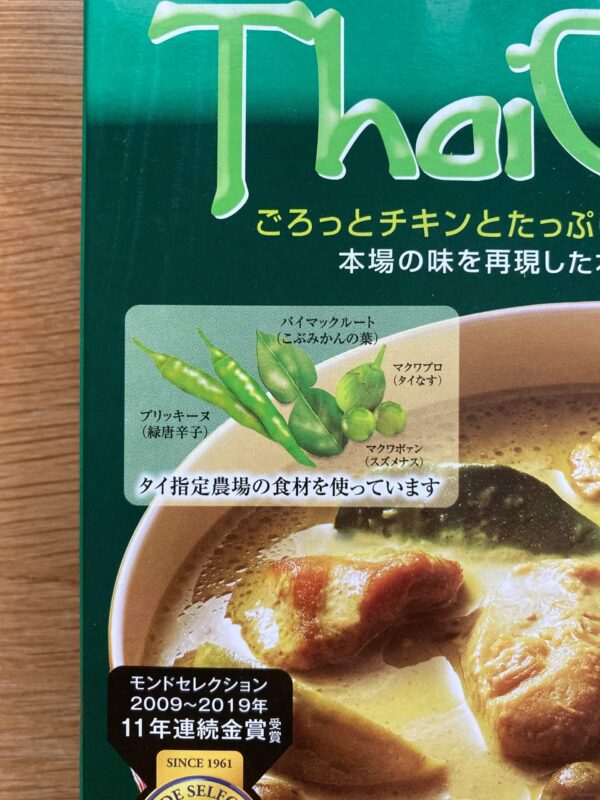 Thai
ごろっとチキンとたっぷ
本場の味を再現した
バイマックルート
(こぶみかんの葉)
マクワプロ
(タイなす)
プリッキーヌ
(緑唐辛子)
マクワポァン
(スズメナス)
タイ指定農場の食材を使っています
モンドセレクション
2009〜2019年
11年連続金賞受賞
SINCE 1961
DE SELEC